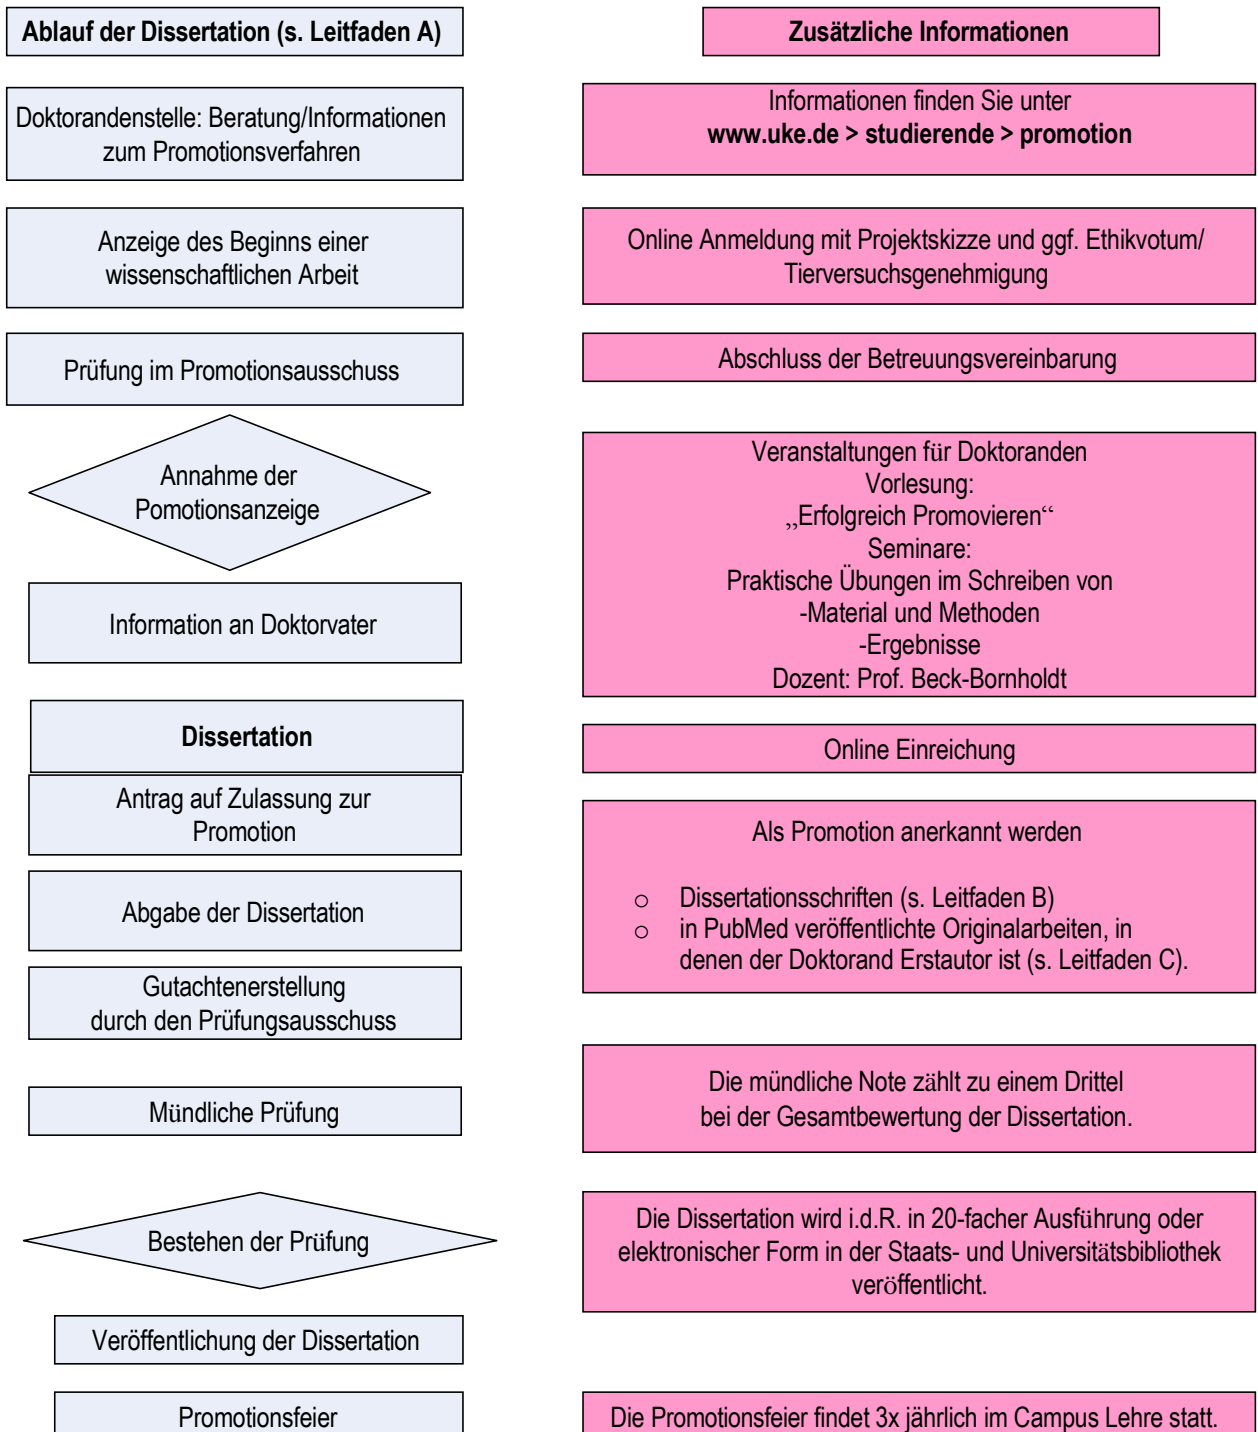 Ablauf der Dissertation (s. Leitfaden A)
Zusätzliche Informationen
Doktorandenstelle: Beratung/Informationen
zum Promotionsverfahren
Informationen finden Sie unter
www.uke.de > studierende > promotion
Anzeige des Beginns einer
wissenschaftlichen Arbeit
Online Anmeldung mit Projektskizze und ggf. Ethikvotum/
Tierversuchsgenehmigung
Prüfung im Promotionsausschuss
Abschluss der Betreuungsvereinbarung
Annahme der
Pomotionsanzeige
Veranstaltungen für Doktoranden
Vorlesung:
„Erfolgreich Promovieren“
Seminare:
Praktische Übungen im Schreiben von
-Material und Methoden
-Ergebnisse
Dozent: Prof. Beck-Bornholdt
Information an Doktorvater
Dissertation
Online Einreichung
Antrag auf Zulassung zur
Promotion
Als Promotion anerkannt werden
o Dissertationsschriften (s. Leitfaden B)
o in PubMed veröffentlichte Originalarbeiten, in
denen der Doktorand Erstautor ist (s. Leitfaden C).
Abgabe der Dissertation
Gutachtenerstellung
durch den Prüfungsausschuss
Mündliche Prüfung
Die mündliche Note zählt zu einem Drittel
bei der Gesamtbewertung der Dissertation.
Bestehen der Prüfung
Die Dissertation wird i.d.R. in 20-facher Ausführung oder
elektronischer Form in der Staats- und Universitätsbibliothek
veröffentlicht.
Veröffentlichung der Dissertation
Promotionsfeier
Die Promotionsfeier findet 3x jährlich im Campus Lehre statt.